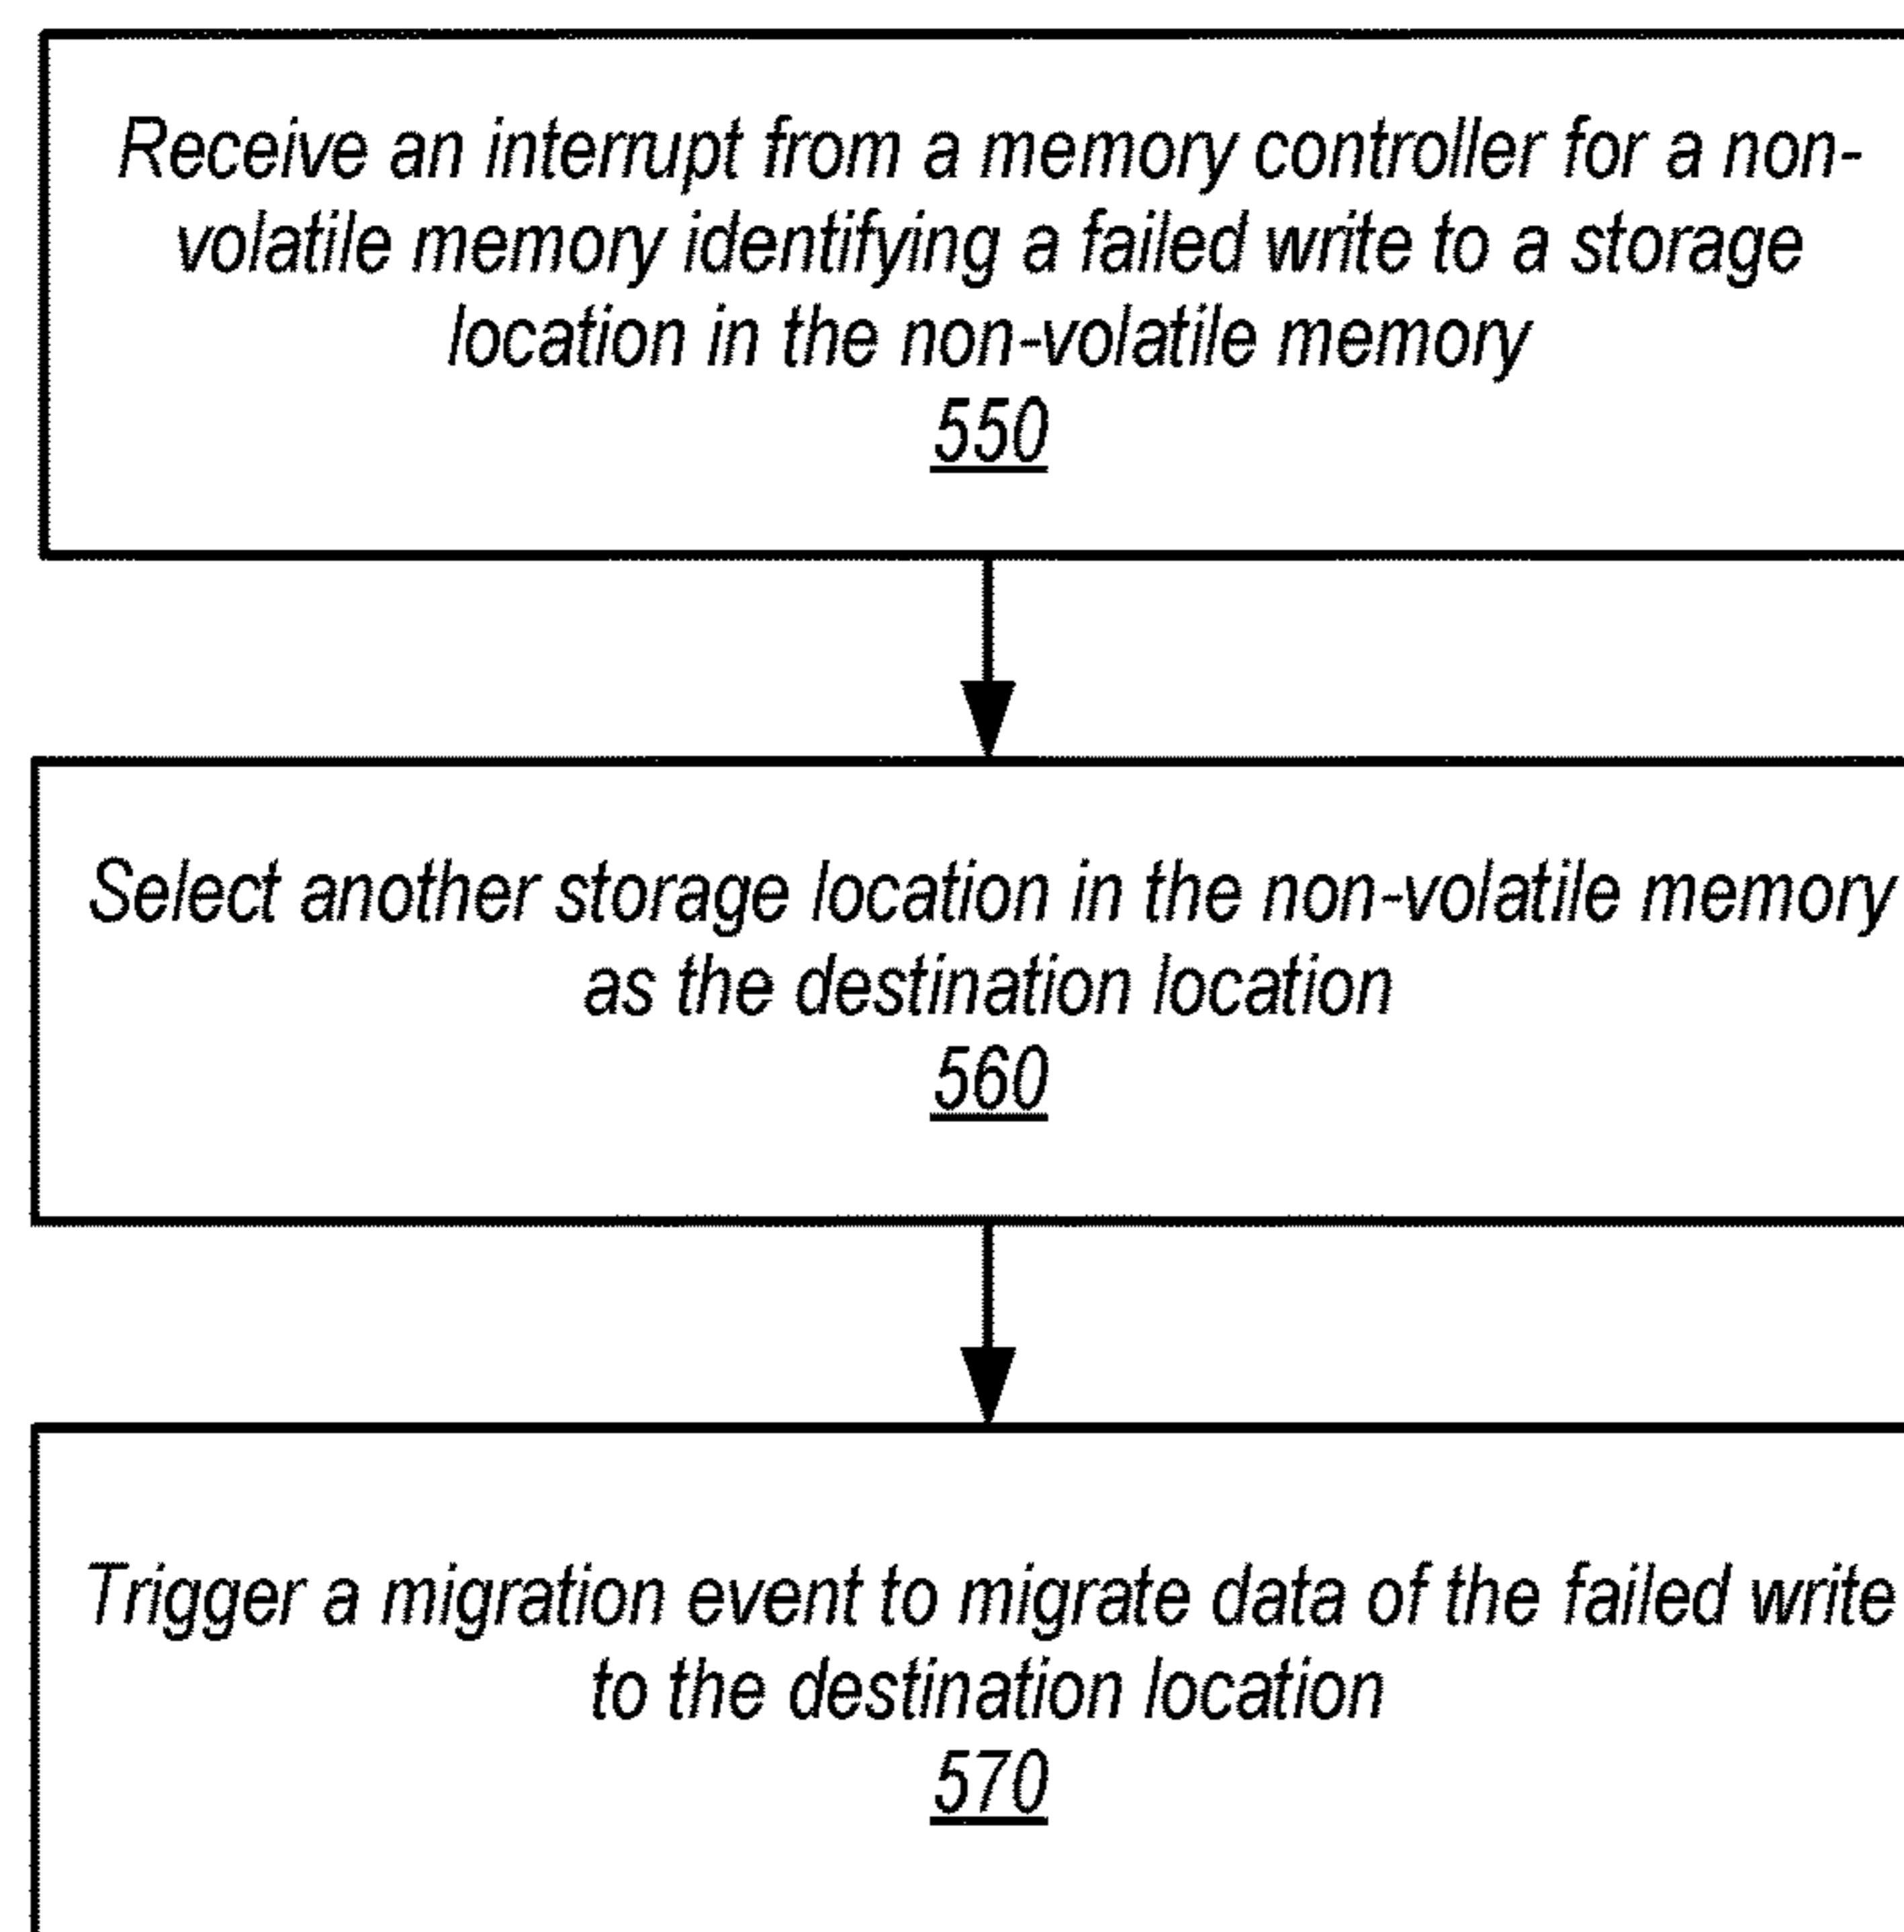 Receive an interrupt from a memory controller for a non-
volatile memory identifying a failed write to a storage
location in the non-volatile memory
550
Select another storage location in the non-volatile memory
as the destination location
560
Trigger a migration event to migrate data of the failed write
to the destination location
570